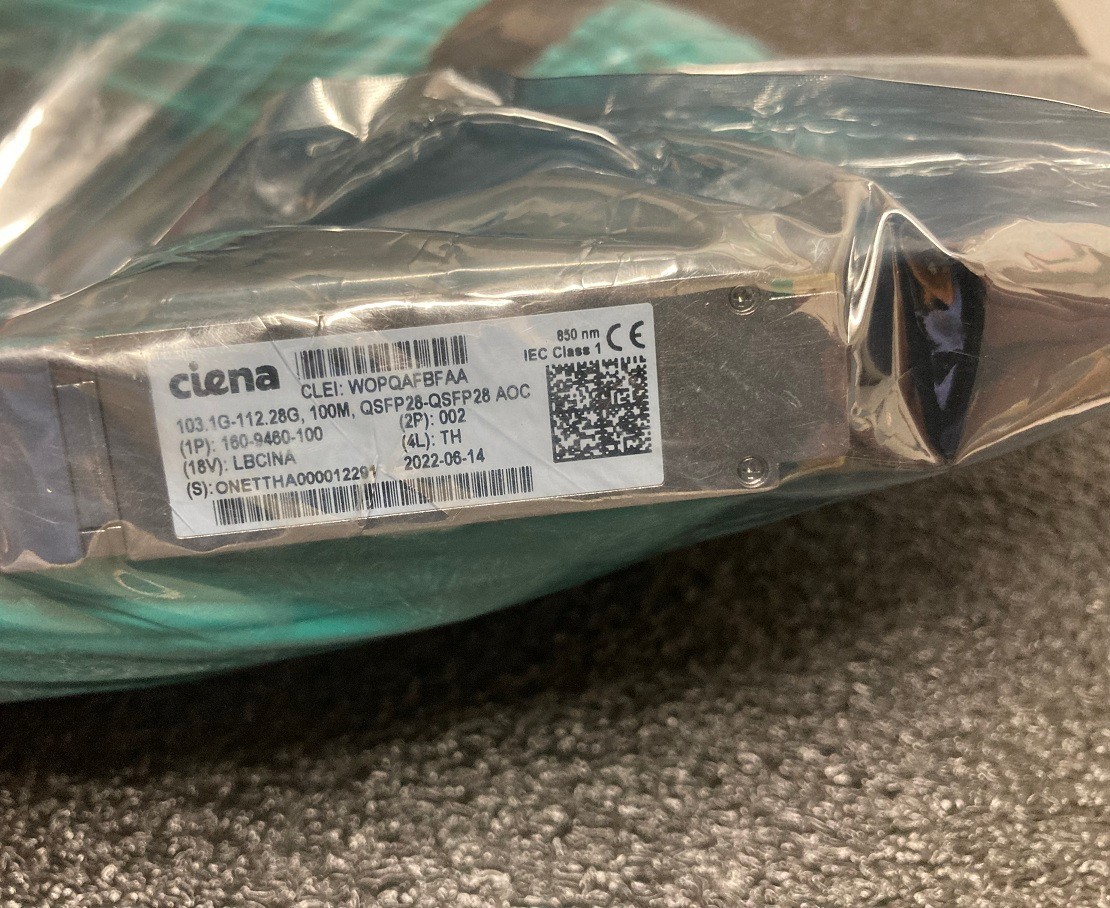 ciena
CLEI: WOPQAFBFAA
850 nm CE
IEC Class 1
103.1G-112.28G, 100M, QSFP28-QSFP28 AOC
(1P): 160-9460-100 (2P): 002
(18V): LBCINA (4L): TH
(S): ONETTHA000012291 2022-06-14